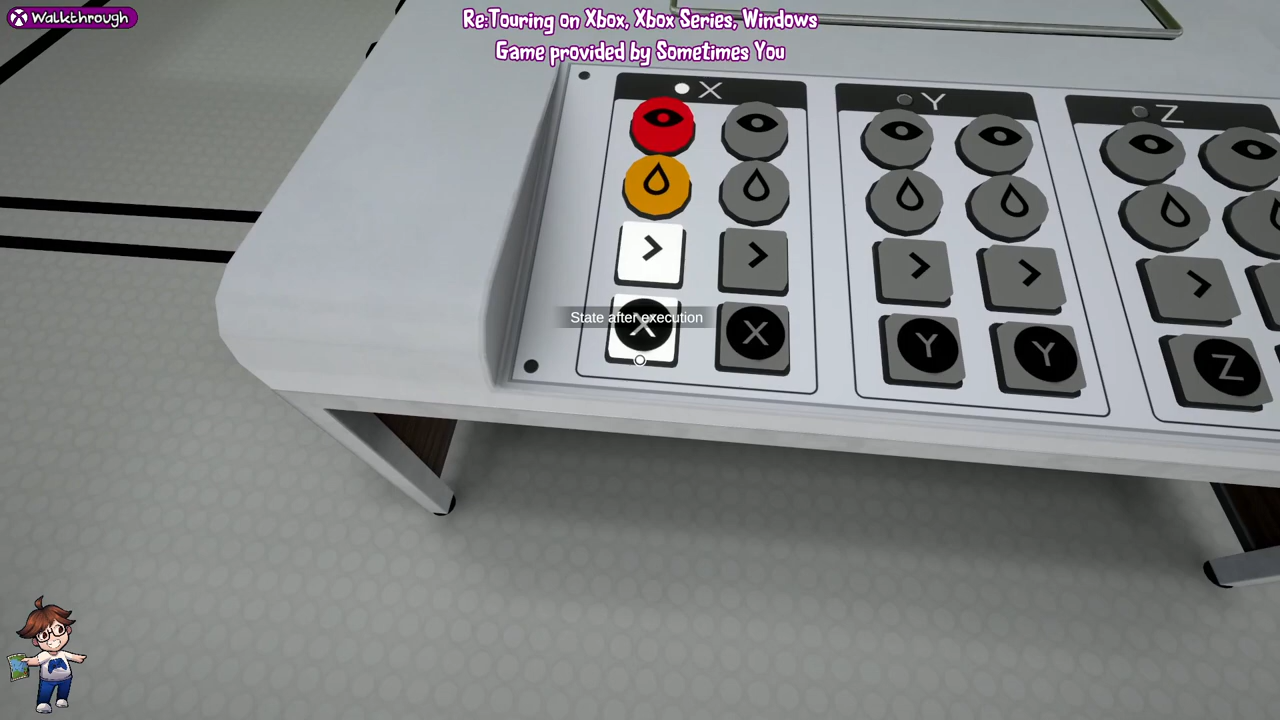 Walkthrough
Re:Touring on Xbox, Xbox Series, Windows
Game provided by Sometimes You
X
Y
Z
State after execution
X
X
Y
Y
Z